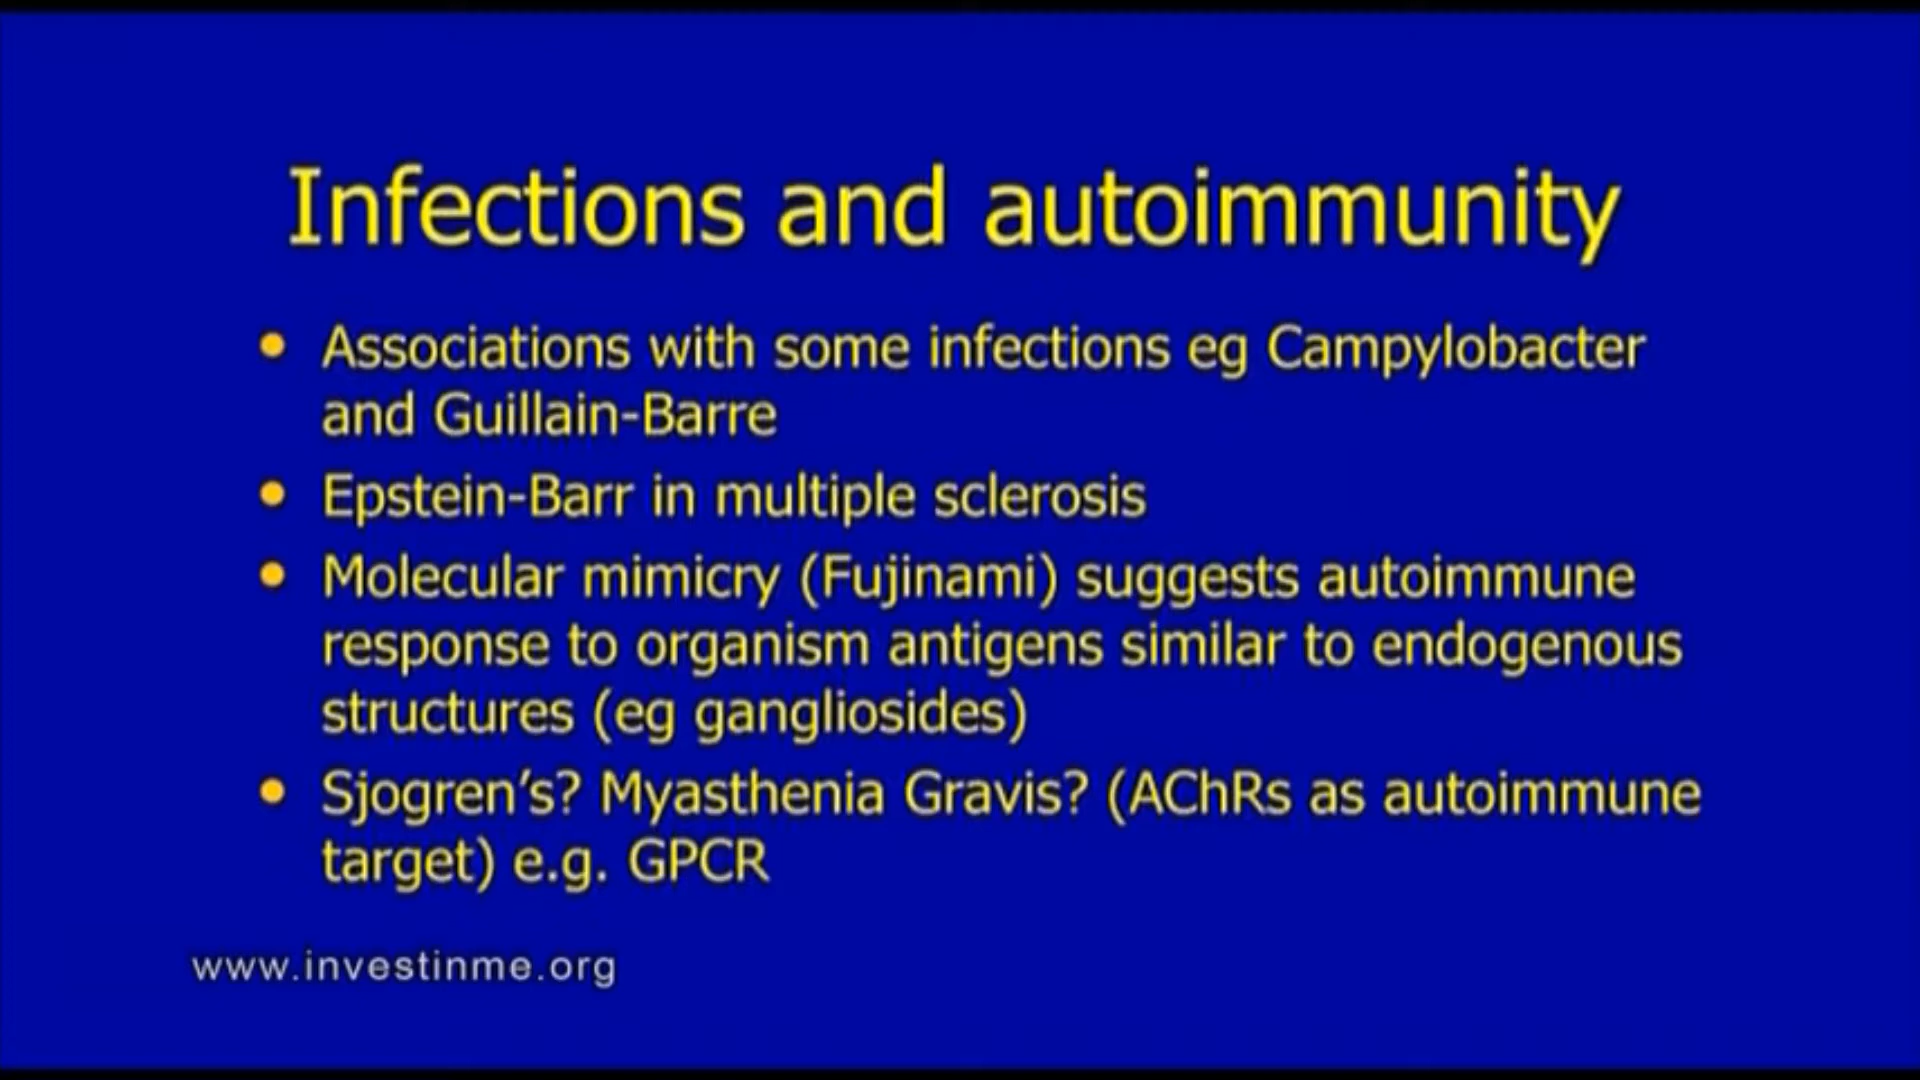 Infections and autoimmunity
• Associations with some infections eg Campylobacter
and Guillain-Barre
• Epstein-Barr in multiple sclerosis
• Molecular mimicry (Fujinami) suggests autoimmune
response to organism antigens similar to endogenous
structures (eg gangliosides)
• Sjogren's? Myasthenia Gravis? (AChRs as autoimmune
target) e.g. GPCR
www.investinme.org